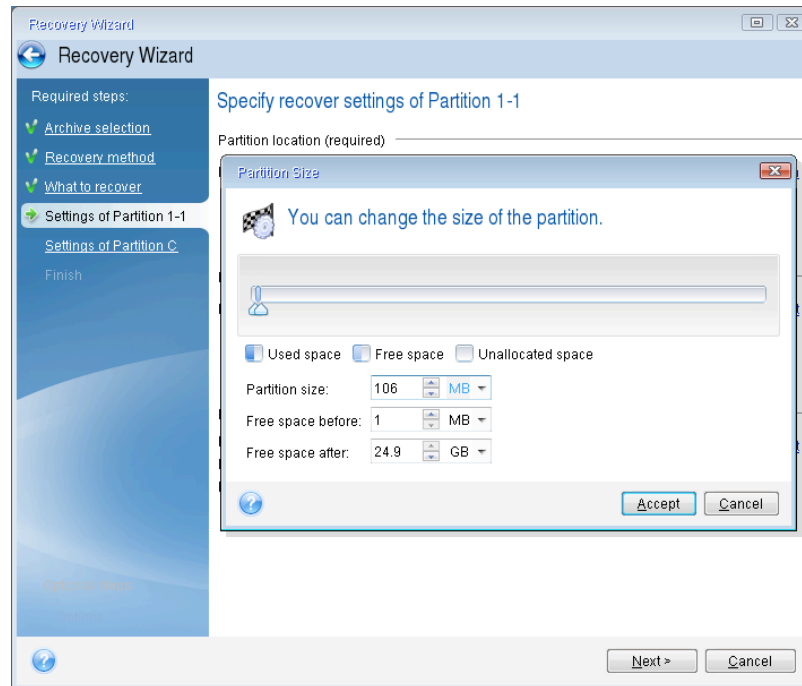 Recovery Wizard
Recovery Wizard
Required steps:
Archive selection
Recovery method
What to recover
Settings of Partition 1-1
Settings of Partition C
Finish
Specify recover settings of Partition 1-1
Partition location (required)
Partition Size
You can change the size of the partition.
Used space Free space Unallocated space
Partition size: 106 MB
Free space before: 1 MB
Free space after: 24.9 GB
Accept Cancel
Next > Cancel